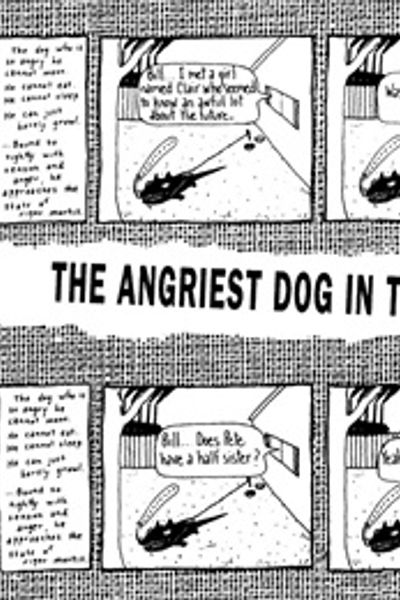 The dog who is
so angry he
cannot move.
He cannot eat.
He cannot sleep.
He can just
barely growl.
...Bound so
tightly with
tension and
anger, he
approaches the
state of
rigor mortis.
Bill... I met a girl
named Clair who seemed
to know an awful lot
about the future.
THE ANGRIEST DOG IN T
The dog who is
so angry he
cannot move.
He cannot eat.
He cannot sleep.
He can just
barely growl.
...Bound so
tightly with
tension and
anger, he
approaches the
state of
rigor mortis.
Bill... Does Pete
have a half sister?
Yeah